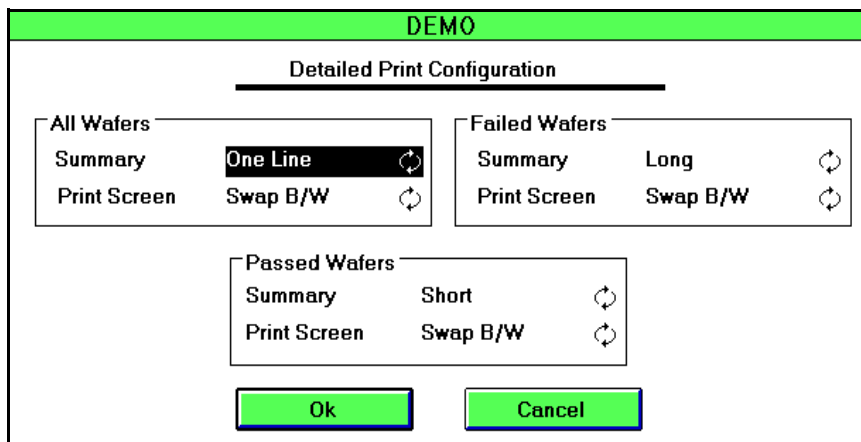 DEMO
Detailed Print Configuration
All Wafers
Summary One Line
Print Screen Swap B/W
Failed Wafers
Summary Long
Print Screen Swap B/W
Passed Wafers
Summary Short
Print Screen Swap B/W
Ok Cancel